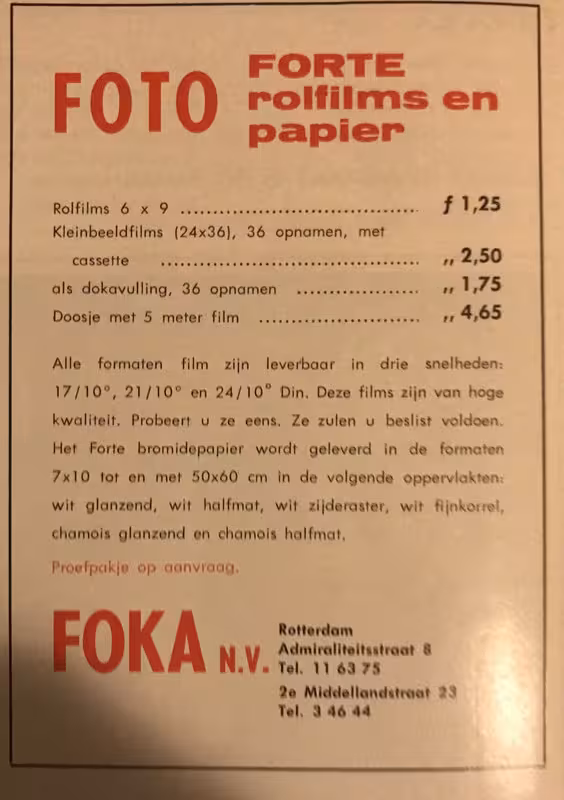 FOTO
FORTE
rolfilms en
papier
Rolfilms 6 x 9 ........................................ ƒ 1,25
Kleinbeeldfilms (24x36), 36 opnamen, met
cassette ........................................ ,, 2,50
als dokavulling, 36 opnamen .................... ,, 1,75
Doosje met 5 meter film ......................... ,, 4,65
Alle formaten film zijn leverbaar in drie snelheden:
17/10°, 21/10° en 24/10° Din. Deze films zijn van hoge
kwaliteit. Probeert u ze eens. Ze zulen u beslist voldoen.
Het Forte bromidepapier wordt geleverd in de formaten
7x10 tot en met 50x60 cm in de volgende oppervlakten:
wit glanzend, wit halfmat, wit zijderaster, wit fijnkorrel,
chamois glanzend en chamois halfmat.
Proefpakje op aanvraag.
FOKA N.V.
Rotterdam
Admiraliteitsstraat 8
Tel. 11 63 75
2e Middellandstraat 23
Tel. 3 46 44